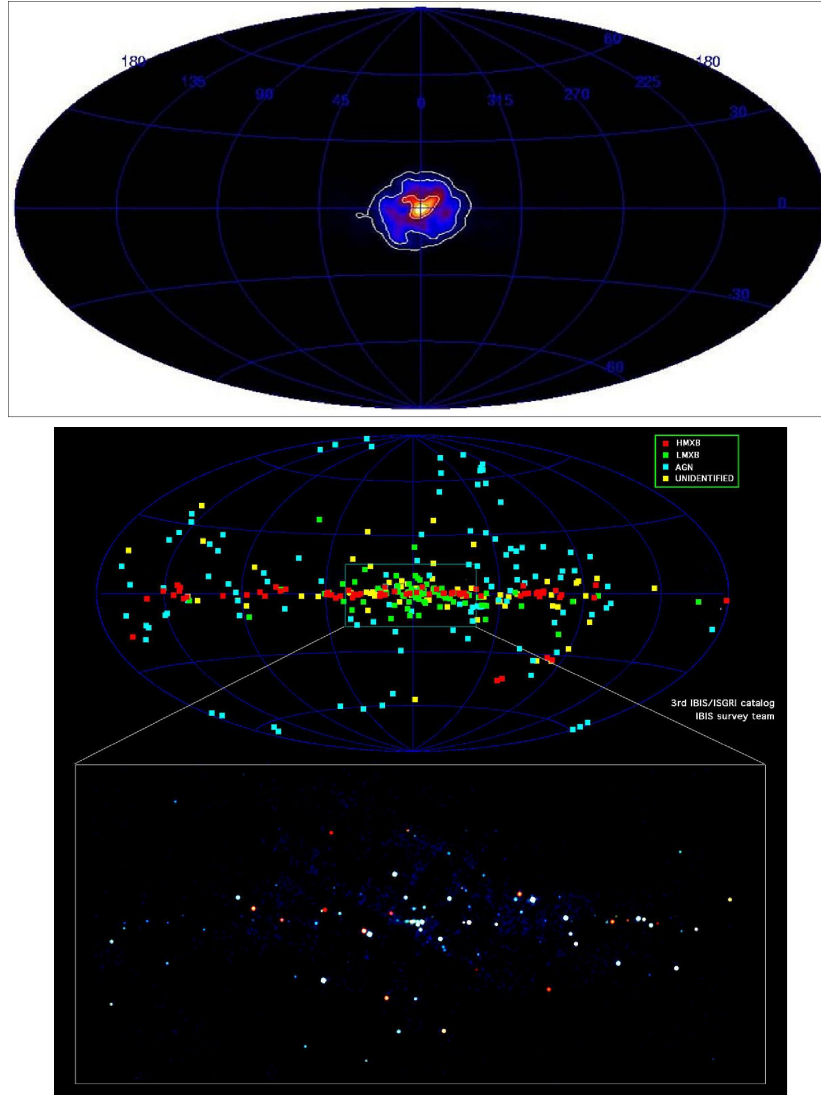 60
180
180
135
90
45
0
315
270
225
30
0
-30
-60
HMXB
LMXB
AGN
UNIDENTIFIED
3rd IBIS/ISGRI catalog
IBIS survey team